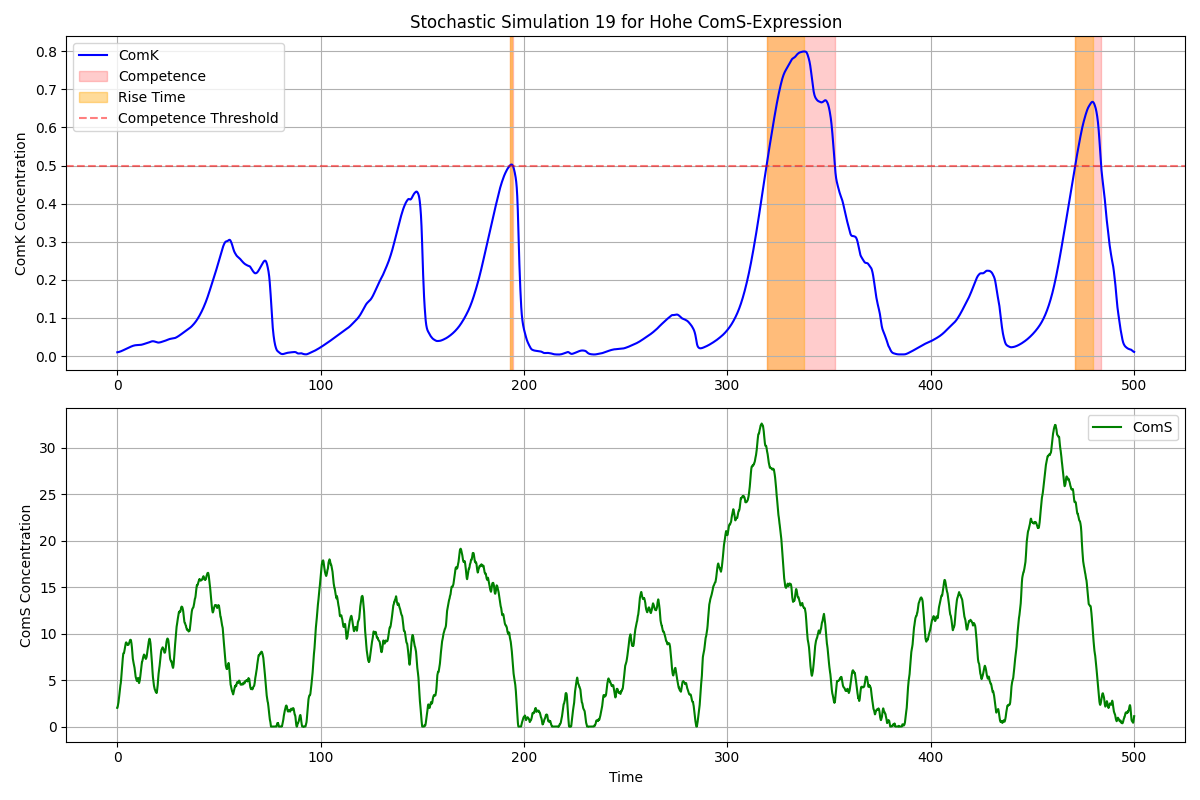 Stochastic Simulation 19 for Hohe ComS-Expression
ComK Concentration
0.8
0.7
0.6
0.5
0.4
0.3
0.2
0.1
0.0
ComK
Competence
Rise Time
Competence Threshold
0 100 200 300 400 500
ComS Concentration
30
25
20
15
10
5
0
ComS
0 100 200 300 400 500
Time